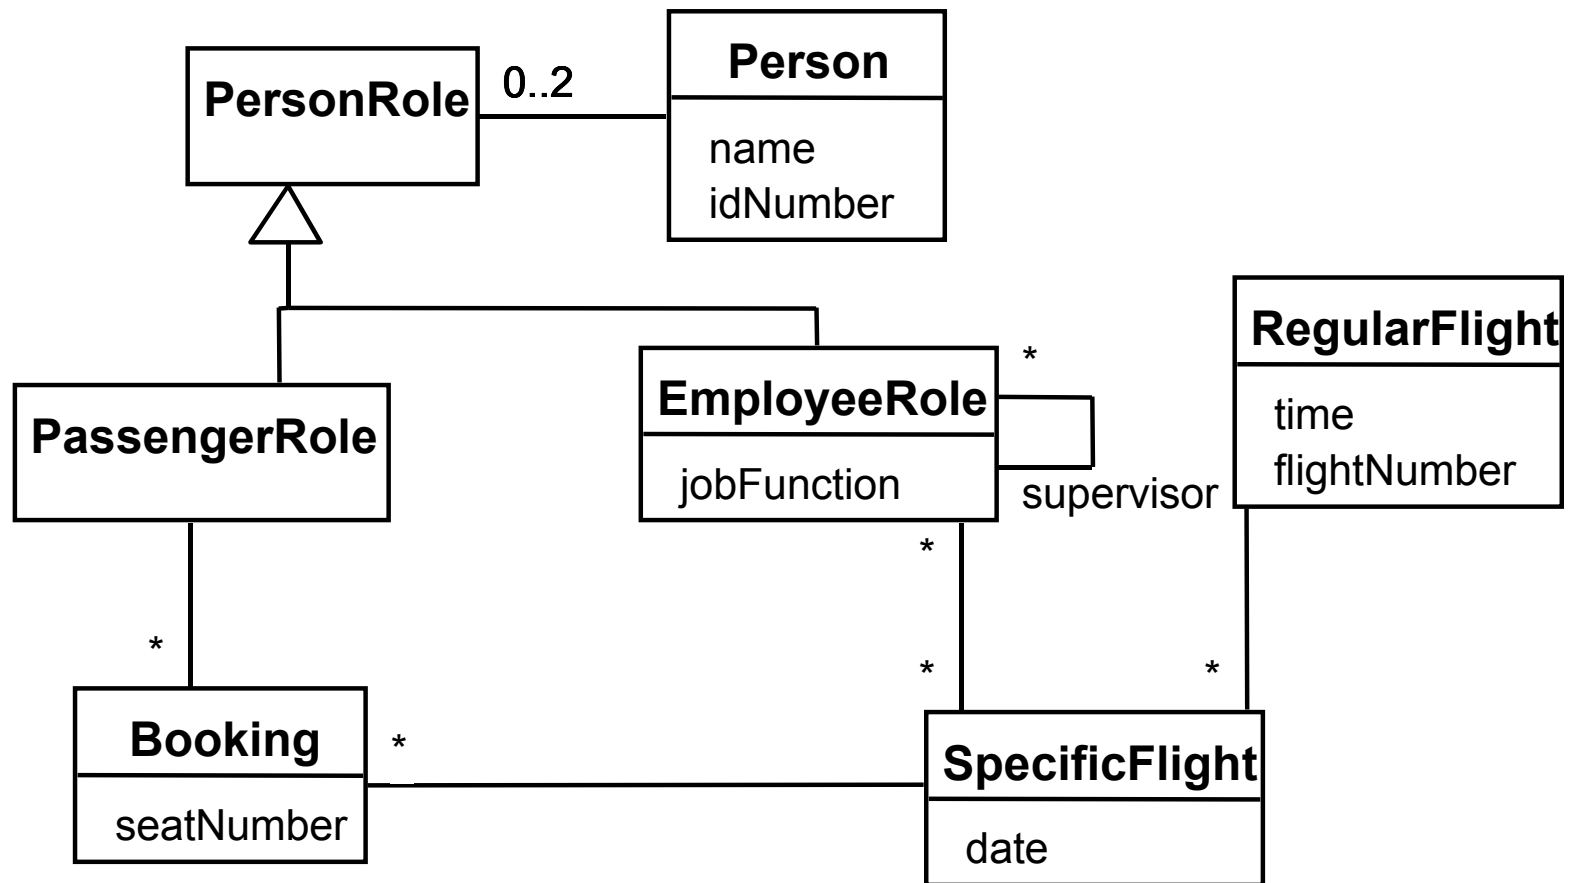 Person
PersonRole
0..2
name
idNumber
RegularFlight
*
EmployeeRole
time
PassengerRole
flightNumber
jobFunction
supervisor
*
*
*
*
Booking
*
SpecificFlight
seatNumber
date